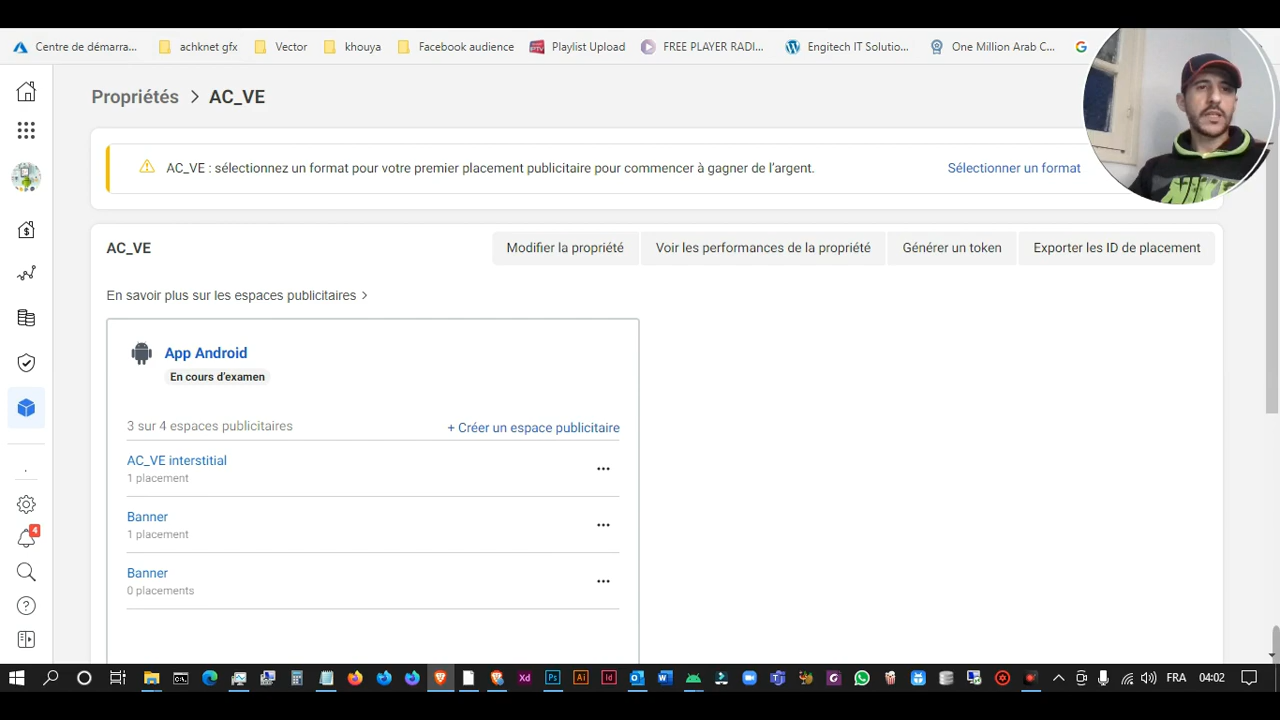 Centre de démarra... achknet gfx Vector khouya Facebook audience Playlist Upload FREE PLAYER RADI... Engitech IT Solutio... One Million Arab C...
Propriétés > AC_VE
AC_VE : sélectionnez un format pour votre premier placement publicitaire pour commencer à gagner de l'argent. Sélectionner un format
AC_VE Modifier la propriété Voir les performances de la propriété Générer un token Exporter les ID de placement
En savoir plus sur les espaces publicitaires >
App Android
En cours d'examen
3 sur 4 espaces publicitaires + Créer un espace publicitaire
AC_VE interstitial
1 placement
Banner
1 placement
4
Banner
0 placements
FRA 04:02